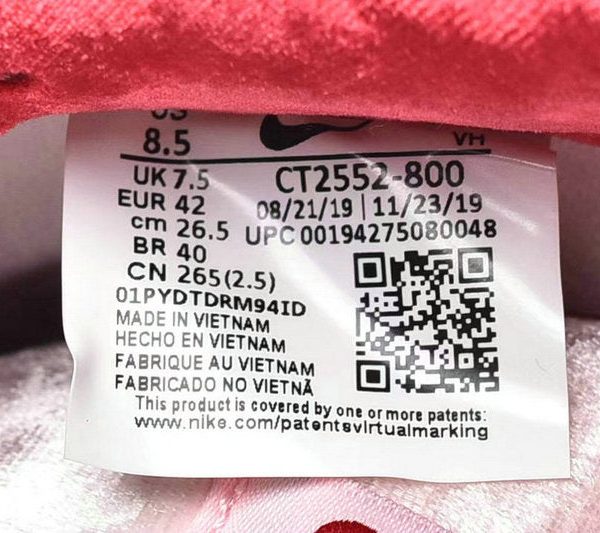 US
8.5
VH
UK 7.5
CT2552-800
EUR 42
08/21/19 | 11/23/19
cm 26.5
UPC 00194275080048
BR 40
CN 265(2.5)
01PYDTDRM94ID
MADE IN VIETNAM
HECHO EN VIETNAM
FABRIQUE AU VIETNAM
FABRICADO NO VIETNÃ
This product is covered by one or more patents:
www.nike.com/patentsvirtualmarking